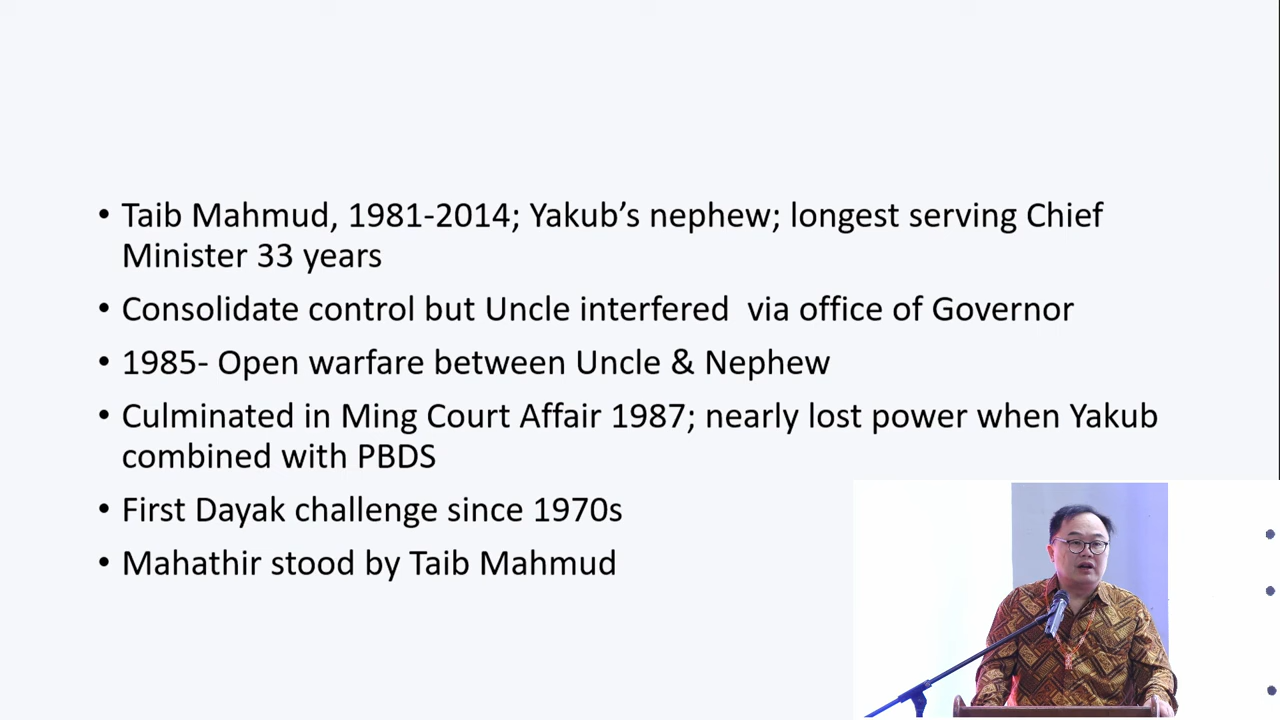 • Taib Mahmud, 1981-2014; Yakub’s nephew; longest serving Chief
Minister 33 years
• Consolidate control but Uncle interfered  via office of Governor
• 1985- Open warfare between Uncle & Nephew
• Culminated in Ming Court Affair 1987; nearly lost power when Yakub
combined with PBDS
• First Dayak challenge since 1970s
• Mahathir stood by Taib Mahmud